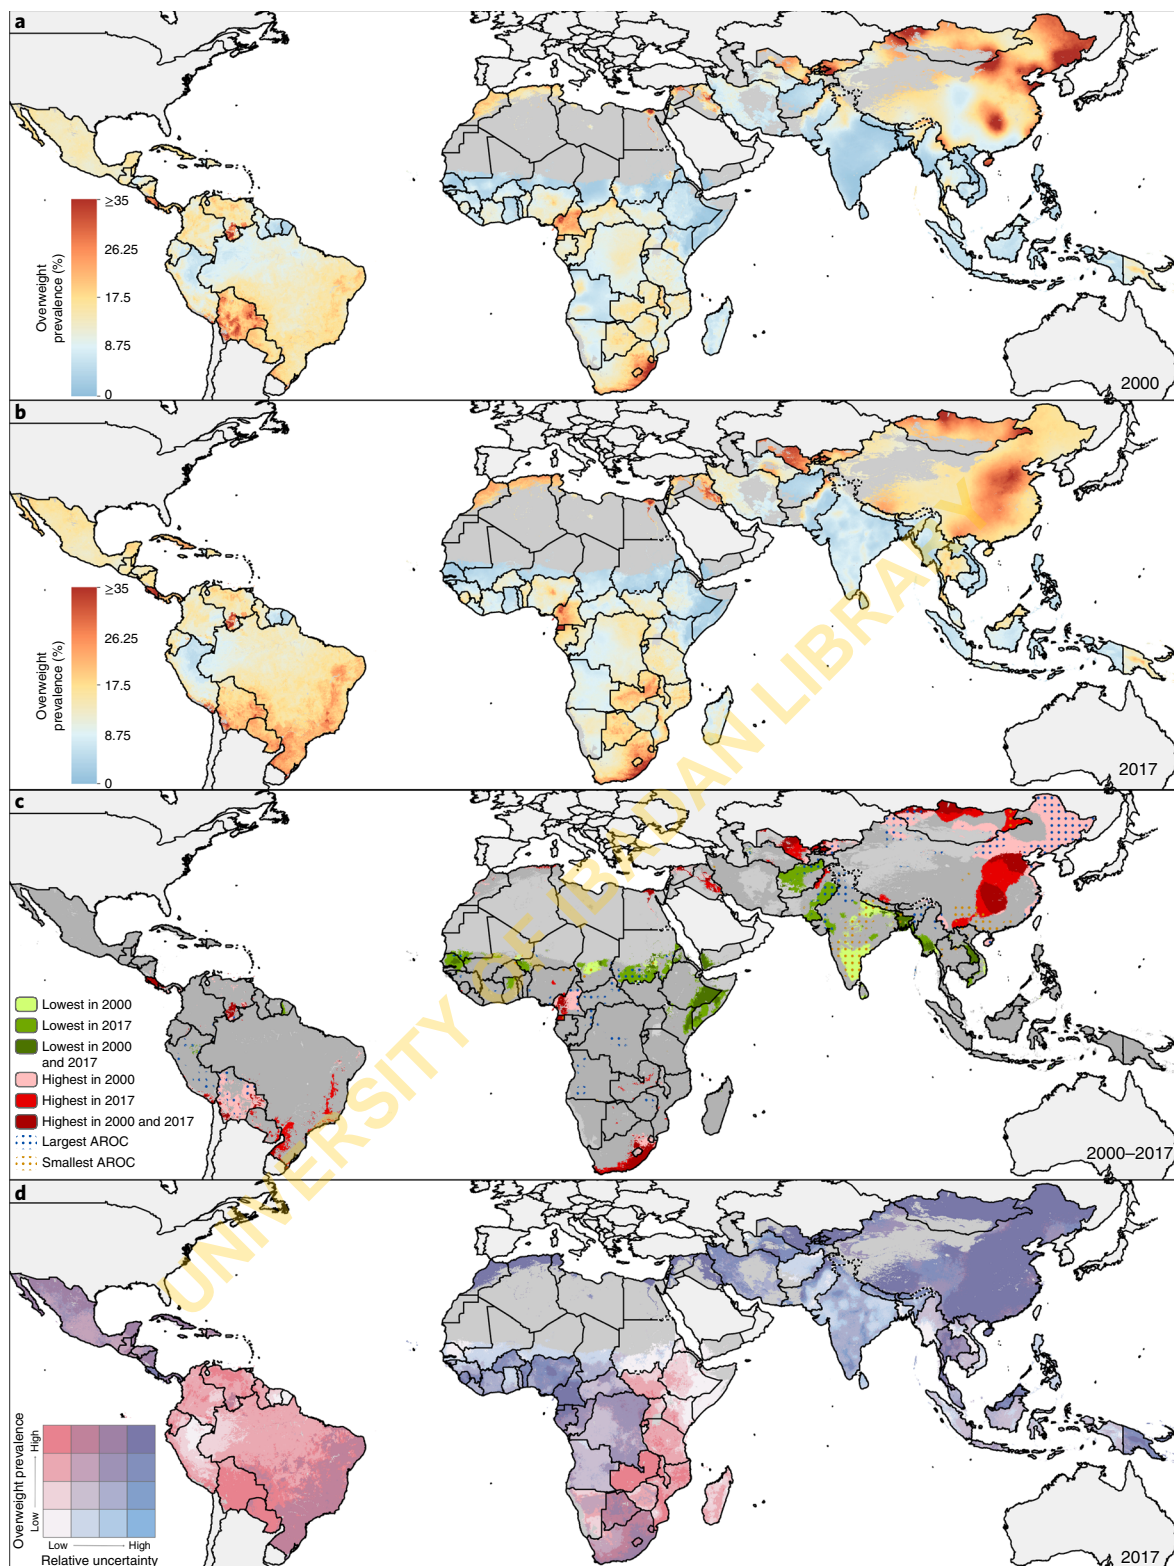 a
Overweight
prevalence (%)
≥35
26.25
17.5
8.75
0
2000
b
Overweight
prevalence (%)
≥35
26.25
17.5
8.75
0
2017
c
Lowest in 2000
Lowest in 2017
Lowest in 2000
and 2017
Highest in 2000
Highest in 2017
Highest in 2000 and 2017
Largest AROC
Smallest AROC
2000–2017
d
Overweight prevalence
High
Low
Low
High
Relative uncertainty
2017
UNIVERSITY OF IBADAN LIBRARY